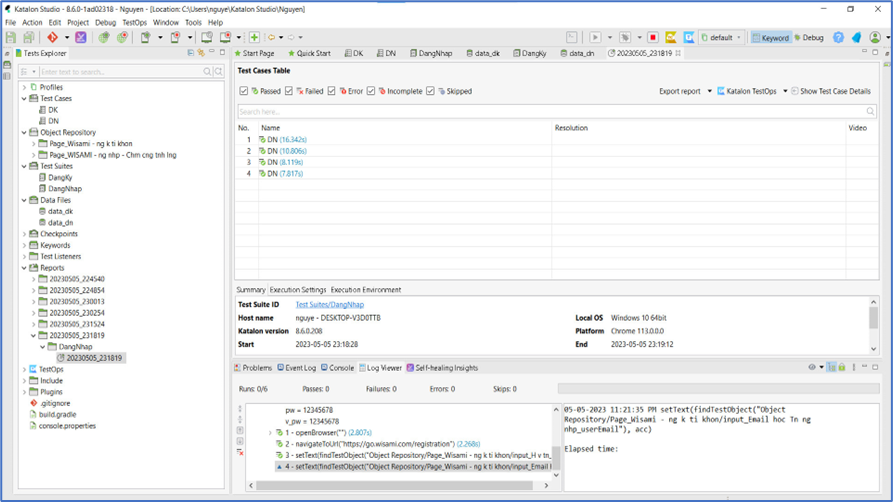 Katalon Studio - 8.6.0-1ad02318 - Nguyen - [Location: C:\Users\nguye\Katalon Studio\Nguyen]
File Action Edit Project Debug TestOps Window Tools Help
default Keyword Debug
Tests Explorer
Enter text to search...
Profiles
Test Cases
DK
DN
Object Repository
Page_Wisami - ng k ti khon
Page_WISAMI - ng nhp - Chm cng tnh lng
Test Suites
DangKy
DangNhap
Data Files
data_dk
data_dn
Checkpoints
Keywords
Test Listeners
Reports
20230505_224540
20230505_224854
20230505_230013
20230505_230254
20230505_231524
20230505_231819
DangNhap
20230505_231819
TestOps
Include
Plugins
.gitignore
build.gradle
console.properties
Start Page Quick Start DK DN DangNhap data_dk DangKy data_dn 20230505_231819
Test Cases Table
Passed Failed Error Incomplete Skipped Export report Katalon TestOps Show Test Case Details
Search here...
No. Name Resolution Video
1 DN (16.342s)
2 DN (10.806s)
3 DN (8.119s)
4 DN (7.817s)
Summary Execution Settings Execution Environment
Test Suite ID Test Suites/DangNhap
Host name nguye - DESKTOP-V3D0TTB Local OS Windows 10 64bit
Katalon version 8.6.0.208 Platform Chrome 113.0.0.0
Start 2023-05-05 23:18:28 End 2023-05-05 23:19:12
Problems Event Log Console Log Viewer Self-healing Insights
Runs: 0/6 Passes: 0 Failures: 0 Errors: 0 Skips: 0
pw = 12345678
v_pw = 12345678
1 - openBrowser("") (2.807s)
2 - navigateToUrl("https://go.wisami.com/registration") (2.268s)
3 - setText(findTestObject("Object Repository/Page_Wisami - ng k ti khon/input_H v tn_
4 - setText(findTestObject("Object Repository/Page_Wisami - ng k ti khon/input_Email
05-05-2023 11:21:35 PM setText(findTestObject("Object
Repository/Page_Wisami - ng k ti khon/input_Email hoc Tn ng
nhp_userEmail"), acc)
Elapsed time: